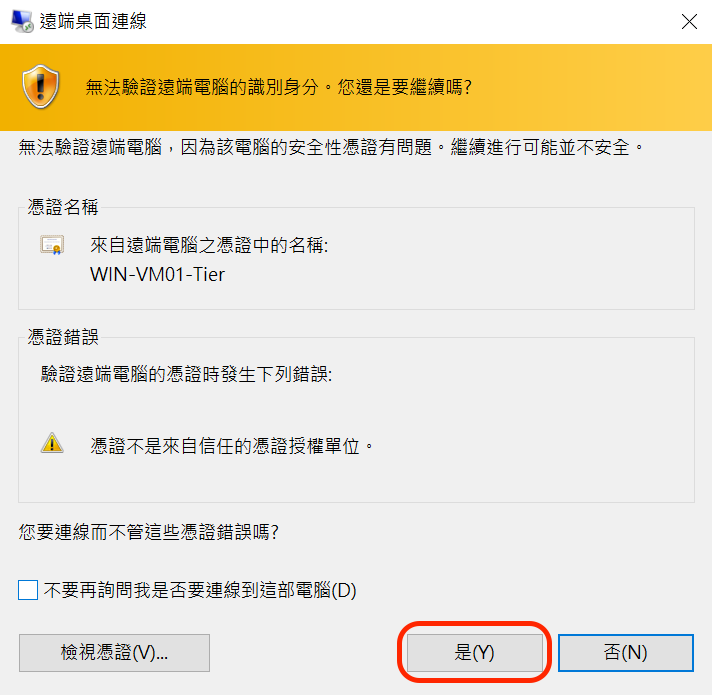 遠端桌面連線
無法驗證遠端電腦的識別身分。您還是要繼續嗎?
無法驗證遠端電腦，因為該電腦的安全性憑證有問題。繼續進行可能並不安全。
憑證名稱
來自遠端電腦之憑證中的名稱:
WIN-VM01-Tier
憑證錯誤
驗證遠端電腦的憑證時發生下列錯誤:
憑證不是來自信任的憑證授權單位。
您要連線而不管這些憑證錯誤嗎?
不要再詢問我是否要連線到這部電腦(D)
檢視憑證(V)... 是(Y) 否(N)